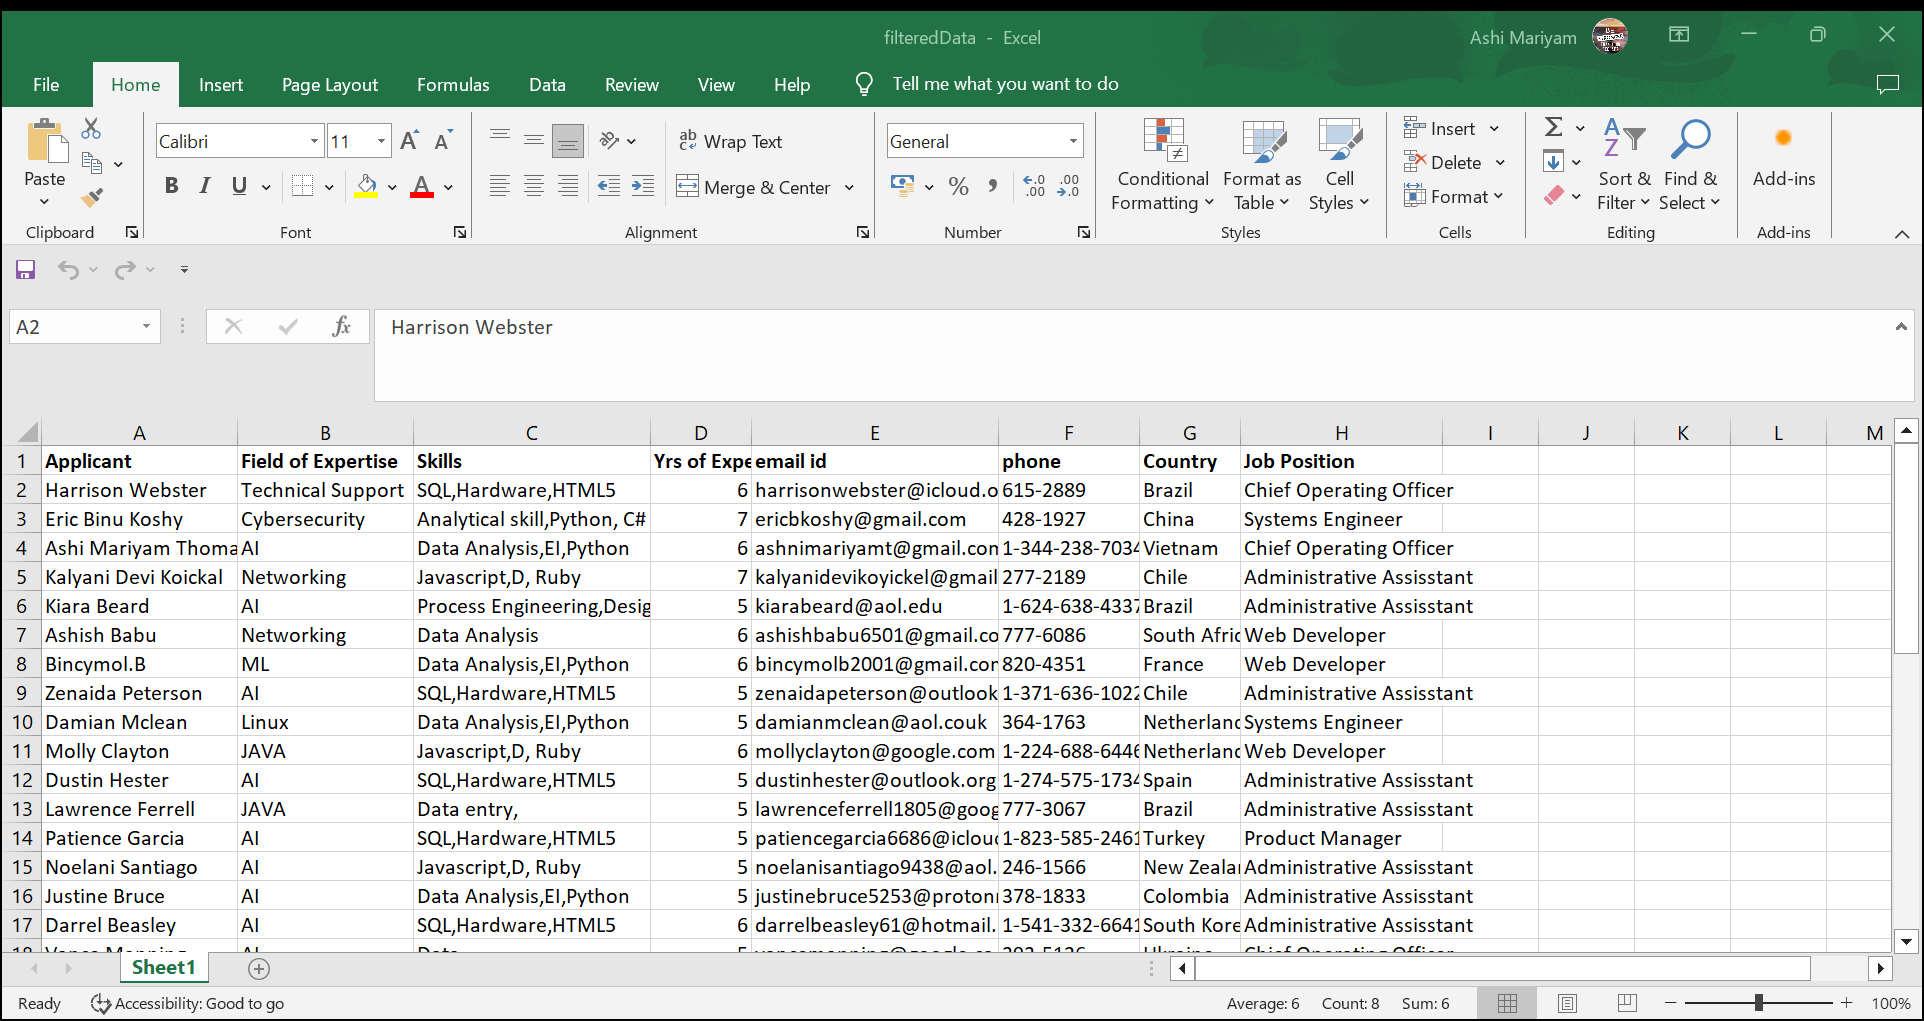 filteredData - Excel
Ashi Mariyam
File Home Insert Page Layout Formulas Data Review View Help Tell me what you want to do
Paste
Calibri 11
B I U
ab Wrap Text
Merge & Center
General
% ,
Conditional Formatting
Format as Table
Cell Styles
Insert
Delete
Format
Sort & Filter
Find & Select
Add-ins
Clipboard Font Alignment Number Styles Cells Editing Add-ins
A2 fx Harrison Webster
A B C D E F G H I J K L M
1 Applicant Field of Expertise Skills Yrs of Expe email id phone Country Job Position
2 Harrison Webster Technical Support SQL,Hardware,HTML5 6 harrisonwebster@icloud.o 615-2889 Brazil Chief Operating Officer
3 Eric Binu Koshy Cybersecurity Analytical skill,Python, C# 7 ericbkoshy@gmail.com 428-1927 China Systems Engineer
4 Ashi Mariyam Thoma AI Data Analysis,EI,Python 6 ashnimariyamt@gmail.com 1-344-238-7034 Vietnam Chief Operating Officer
5 Kalyani Devi Koickal Networking Javascript,D, Ruby 7 kalyanidevikoyickel@gmail 277-2189 Chile Administrative Assisstant
6 Kiara Beard AI Process Engineering,Desig 5 kiarabeard@aol.edu 1-624-638-4337 Brazil Administrative Assisstant
7 Ashish Babu Networking Data Analysis 6 ashishbabu6501@gmail.co 777-6086 South Afric Web Developer
8 Bincymol.B ML Data Analysis,EI,Python 6 bincymolb2001@gmail.com 820-4351 France Web Developer
9 Zenaida Peterson AI SQL,Hardware,HTML5 5 zenaidapeterson@outlook 1-371-636-1022 Chile Administrative Assisstant
10 Damian Mclean Linux Data Analysis,EI,Python 5 damianmclean@aol.couk 364-1763 Netherland Systems Engineer
11 Molly Clayton JAVA Javascript,D, Ruby 6 mollyclayton@google.com 1-224-688-6446 Netherland Web Developer
12 Dustin Hester AI SQL,Hardware,HTML5 5 dustinhester@outlook.org 1-274-575-1734 Spain Administrative Assisstant
13 Lawrence Ferrell JAVA Data entry, 5 lawrenceferrell1805@goog 777-3067 Brazil Administrative Assisstant
14 Patience Garcia AI SQL,Hardware,HTML5 5 patiencegarcia6686@iclou 1-823-585-2461 Turkey Product Manager
15 Noelani Santiago AI Javascript,D, Ruby 5 noelanisantiago9438@aol. 246-1566 New Zeala Administrative Assisstant
16 Justine Bruce AI Data Analysis,EI,Python 5 justinebruce5253@proton 378-1833 Colombia Administrative Assisstant
17 Darrel Beasley AI SQL,Hardware,HTML5 6 darrelbeasley61@hotmail. 1-541-332-6641 South Kore Administrative Assisstant
Sheet1
Ready Accessibility: Good to go Average: 6 Count: 8 Sum: 6 100%